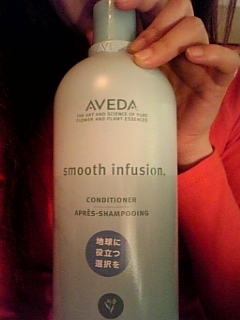 AVEDA
THE ART AND SCIENCE OF PURE
FLOWER AND PLANT ESSENCES
smooth infusion.
CONDITIONER
APRÈS-SHAMPOOING
地球に
役立つ
選択を